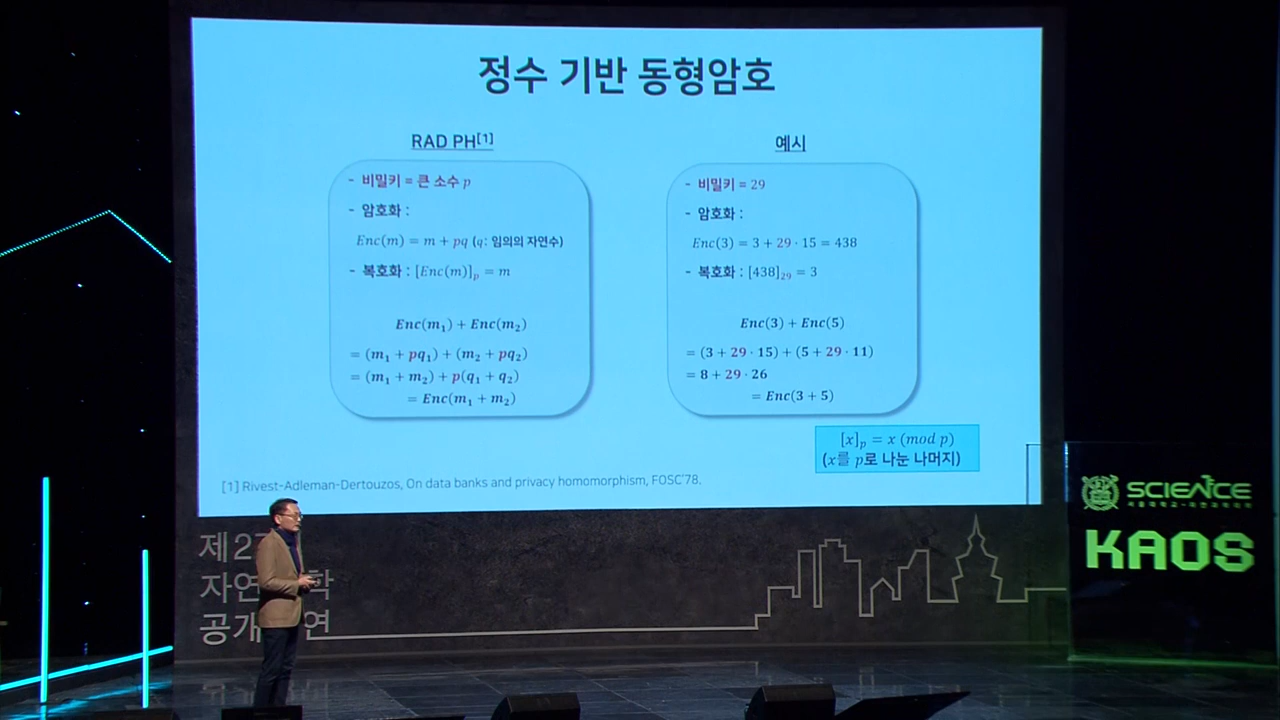 정수 기반 동형암호
RAD PH[1]
- 비밀키 = 큰 소수 p
- 암호화 :
Enc(m) = m + pq (q: 임의의 자연수)
- 복호화 : [Enc(m)]ₚ = m
Enc(m₁) + Enc(m₂)
= (m₁ + pq₁) + (m₂ + pq₂)
= (m₁ + m₂) + p(q₁ + q₂)
= Enc(m₁ + m₂)
예시
- 비밀키 = 29
- 암호화 :
Enc(3) = 3 + 29 · 15 = 438
- 복호화 : [438]₂₉ = 3
Enc(3) + Enc(5)
= (3 + 29 · 15) + (5 + 29 · 11)
= 8 + 29 · 26
= Enc(3 + 5)
[x]ₚ = x (mod p)
(x를 p로 나눈 나머지)
[1] Rivest-Adleman-Dertouzos, On data banks and privacy homomorphism, FOSC'78.
제2
자연 학
공개 연
SCIENCE
KAOS